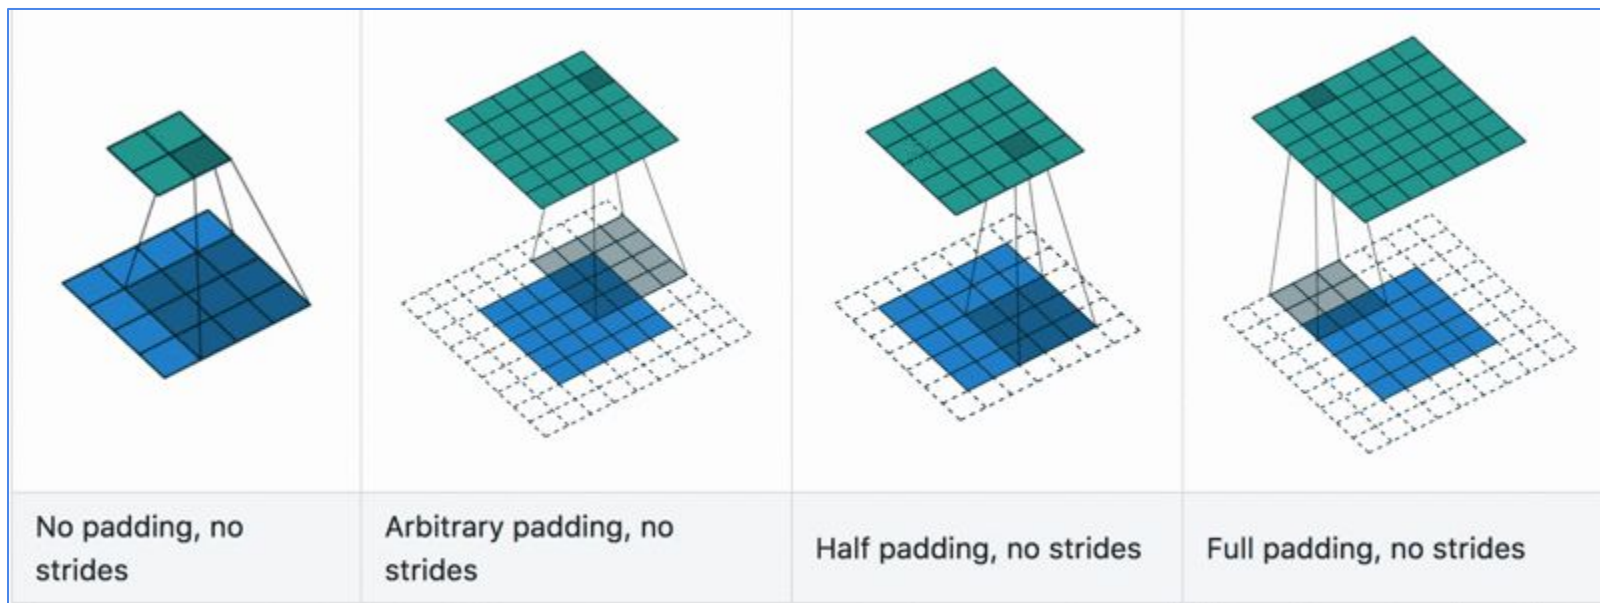 No padding, no
strides
Arbitrary padding, no
strides
Half padding, no strides
Full padding, no strides